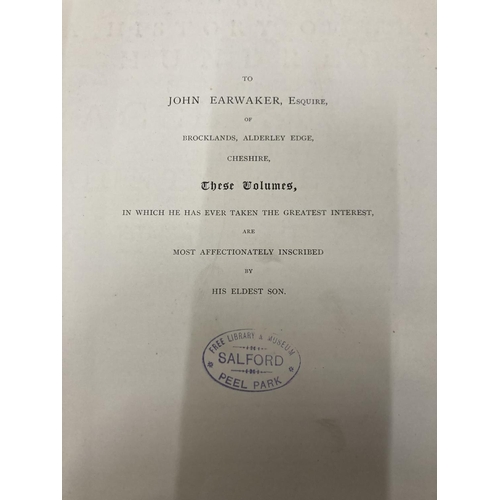 TO
JOHN EARWAKER, ESQUIRE,
OF
BROCKLANDS, ALDERLEY EDGE,
CHESHIRE,
These Volumes,
IN WHICH HE HAS EVER TAKEN THE GREATEST INTEREST,
ARE
MOST AFFECTIONATELY INSCRIBED
BY
HIS ELDEST SON.
FREE LIBRARY & MUSEUM
SALFORD
PEEL PARK